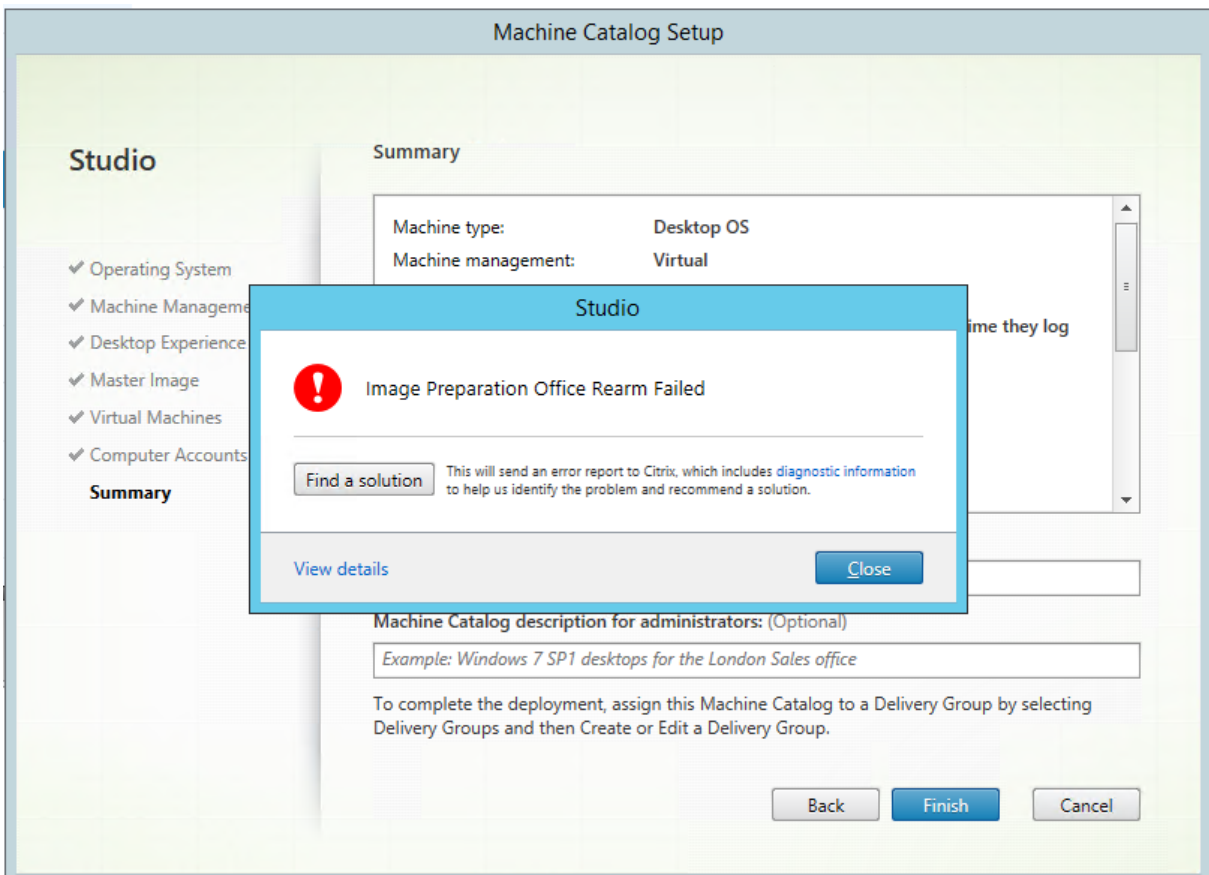 Machine Catalog Setup
Studio
Operating System
Machine Manageme
Desktop Experience
Master Image
Virtual Machines
Computer Accounts
Summary
Summary
Machine type: Desktop OS
Machine management: Virtual
ime they log
Studio
Image Preparation Office Rearm Failed
Find a solution
This will send an error report to Citrix, which includes diagnostic information
to help us identify the problem and recommend a solution.
View details
Close
Machine Catalog description for administrators: (Optional)
Example: Windows 7 SP1 desktops for the London Sales office
To complete the deployment, assign this Machine Catalog to a Delivery Group by selecting
Delivery Groups and then Create or Edit a Delivery Group.
Back Finish Cancel